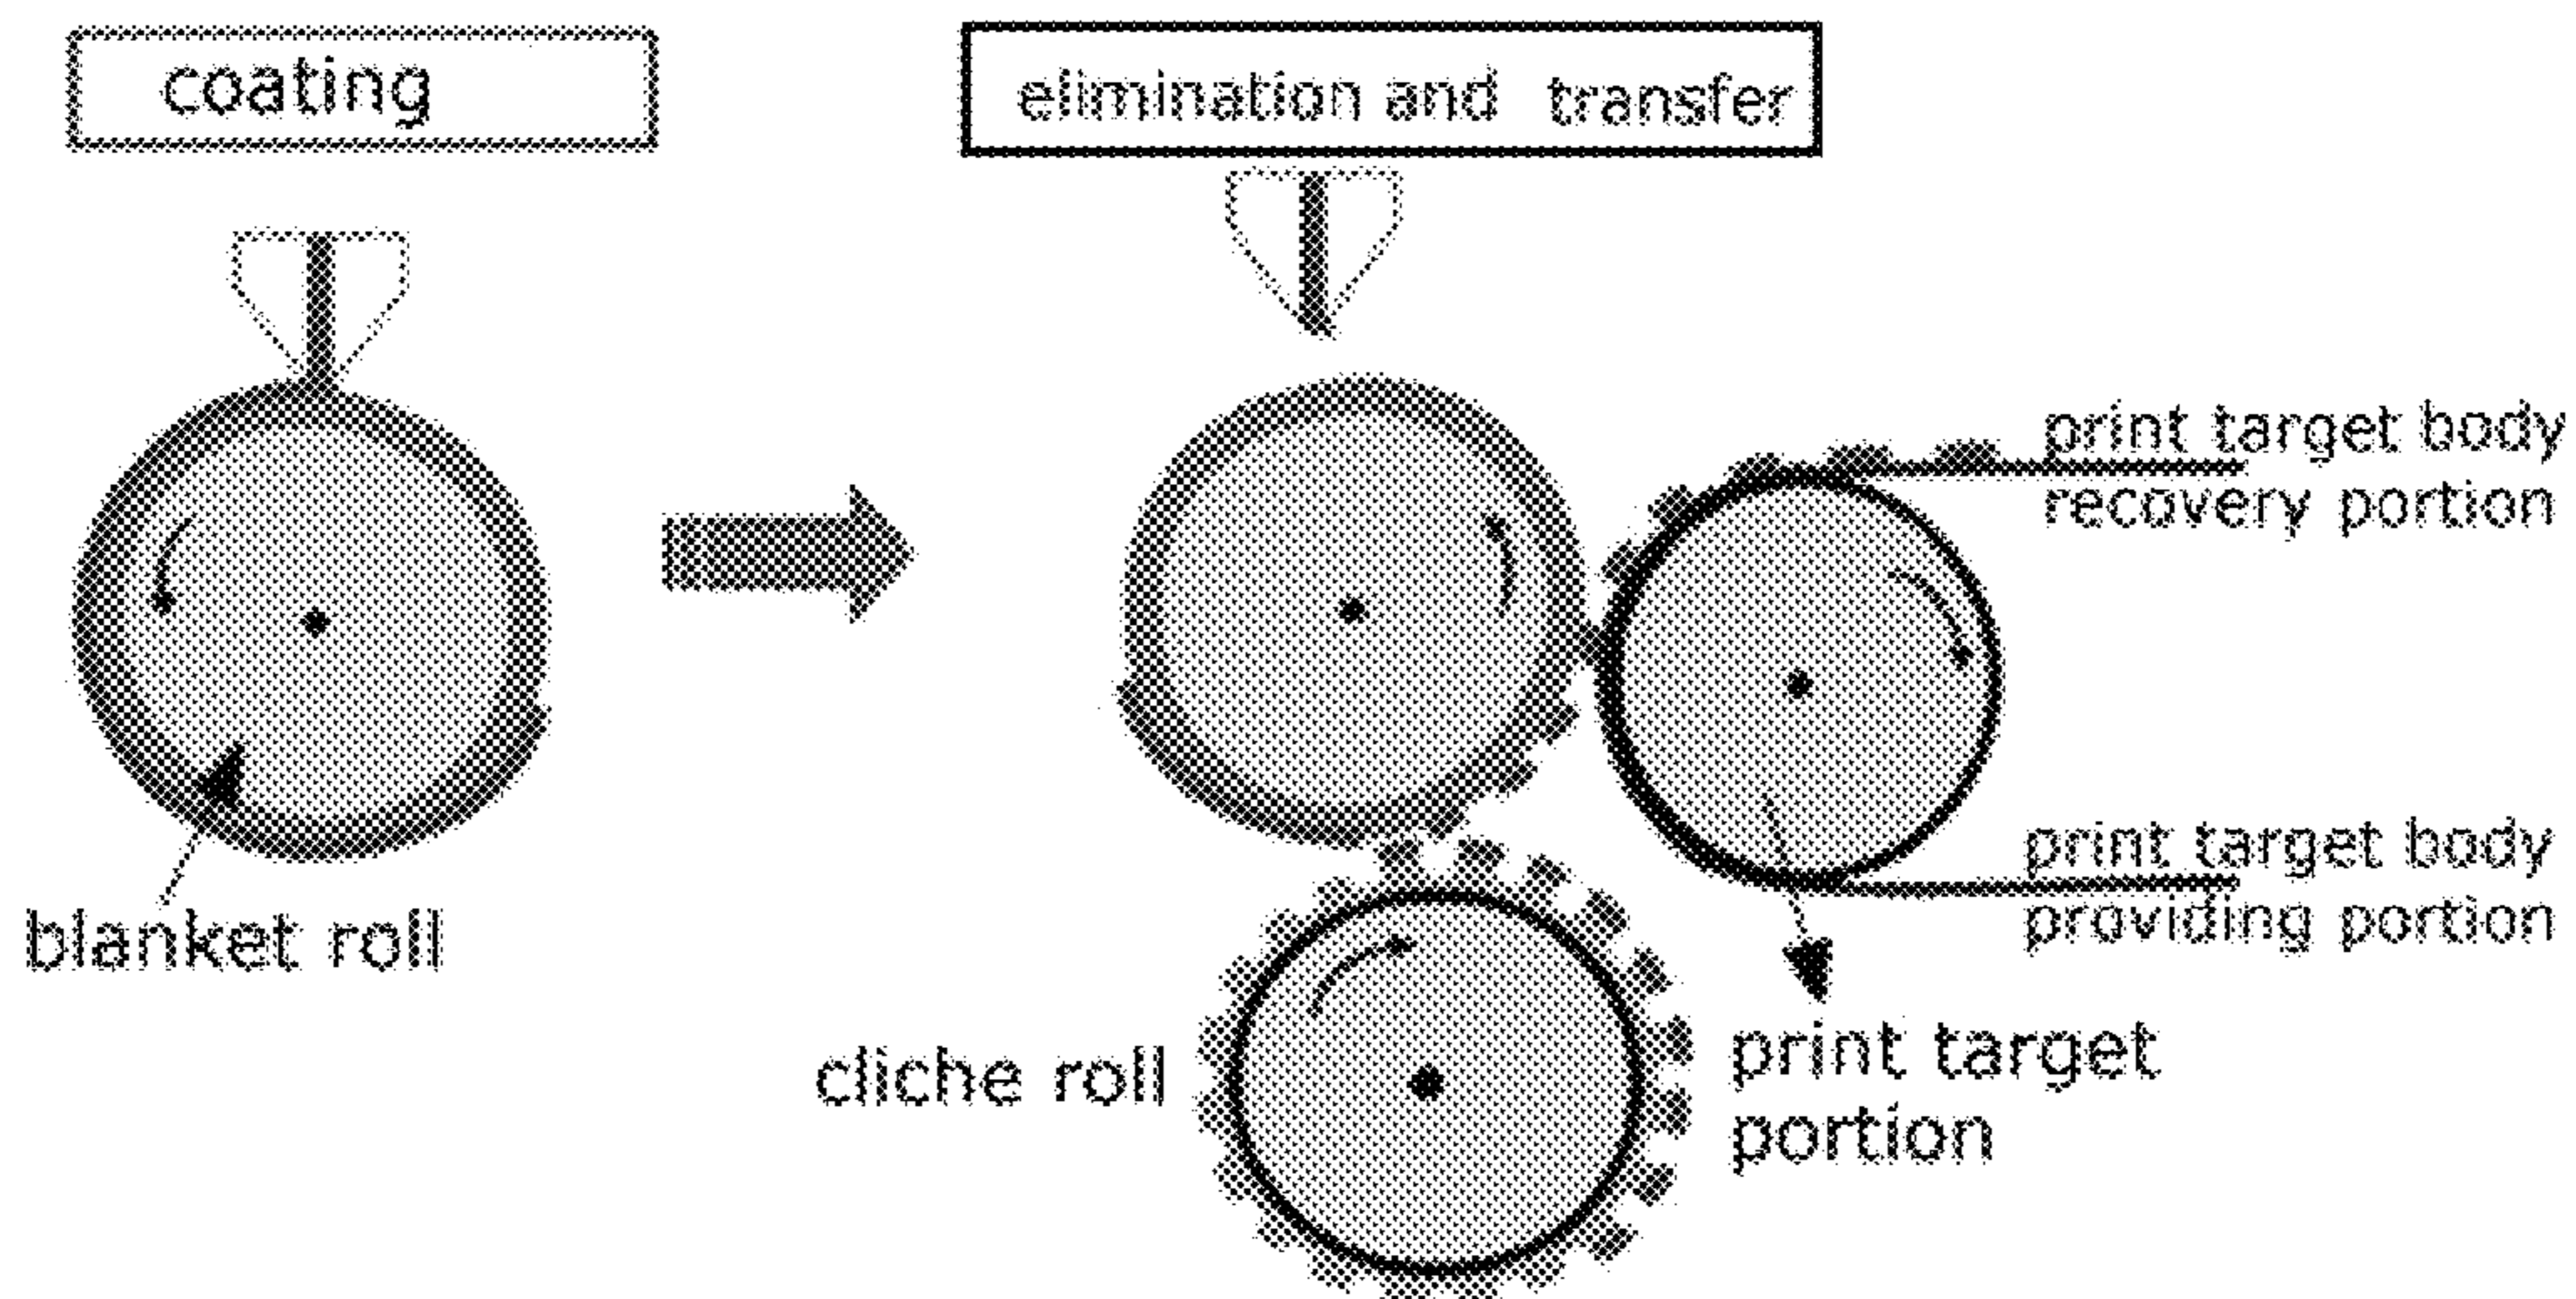 coating
elimination and transfer
print target body
recovery portion
print target body
providing portion
blanket roll
cliche roll
print target
portion